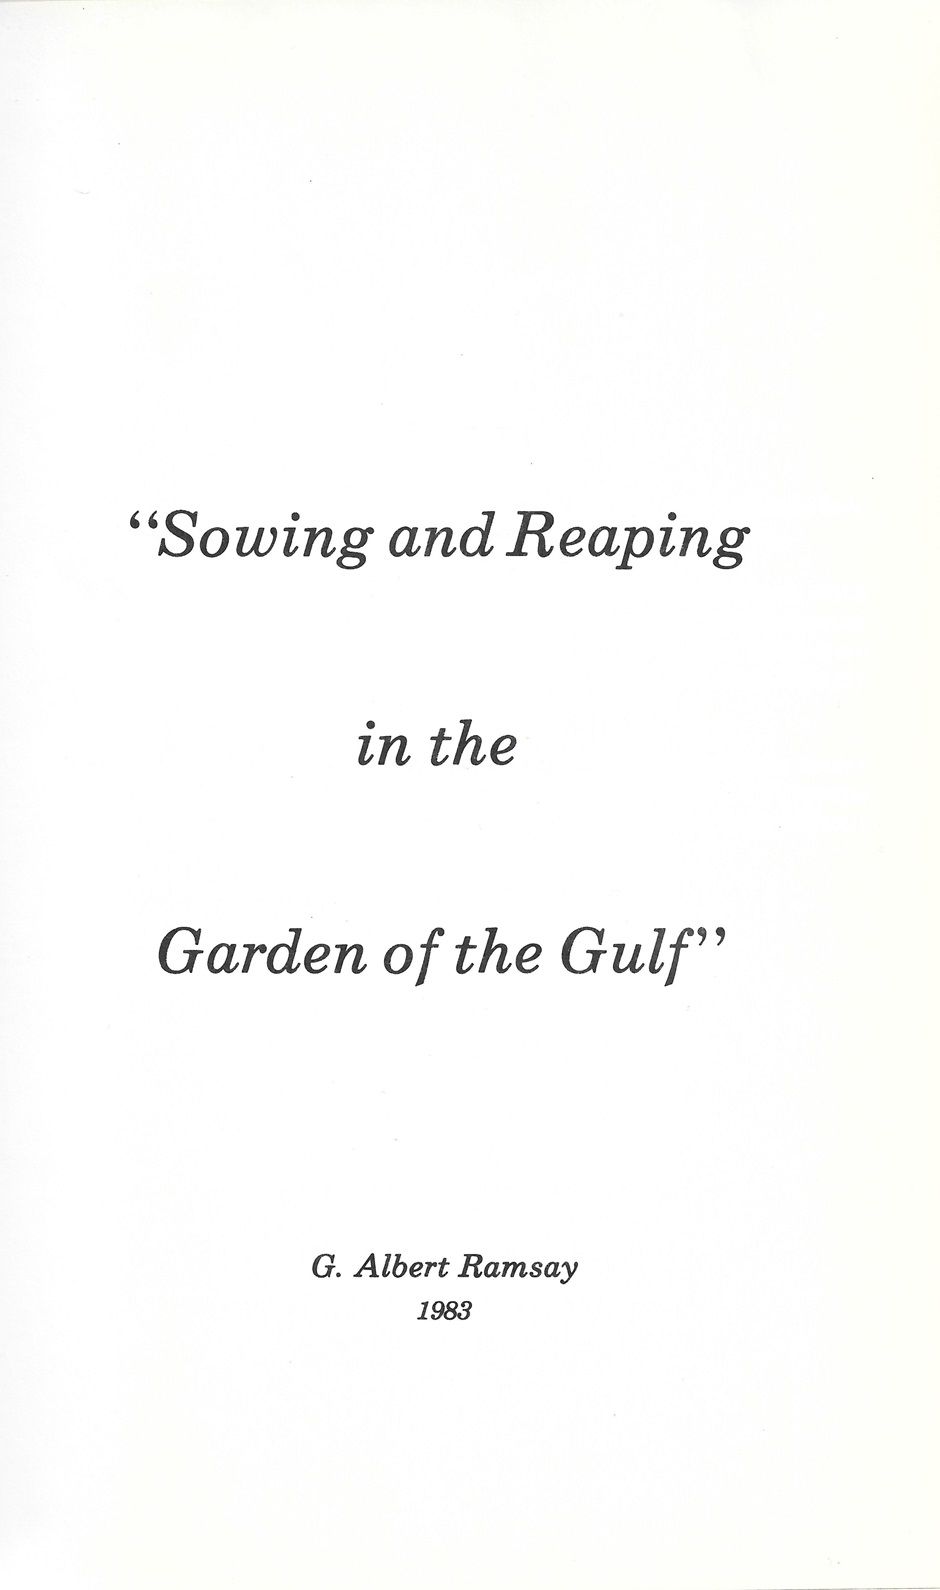 “Sowing and Reaping
in the
Garden of the Gulf”
G. Albert Ramsay
1983